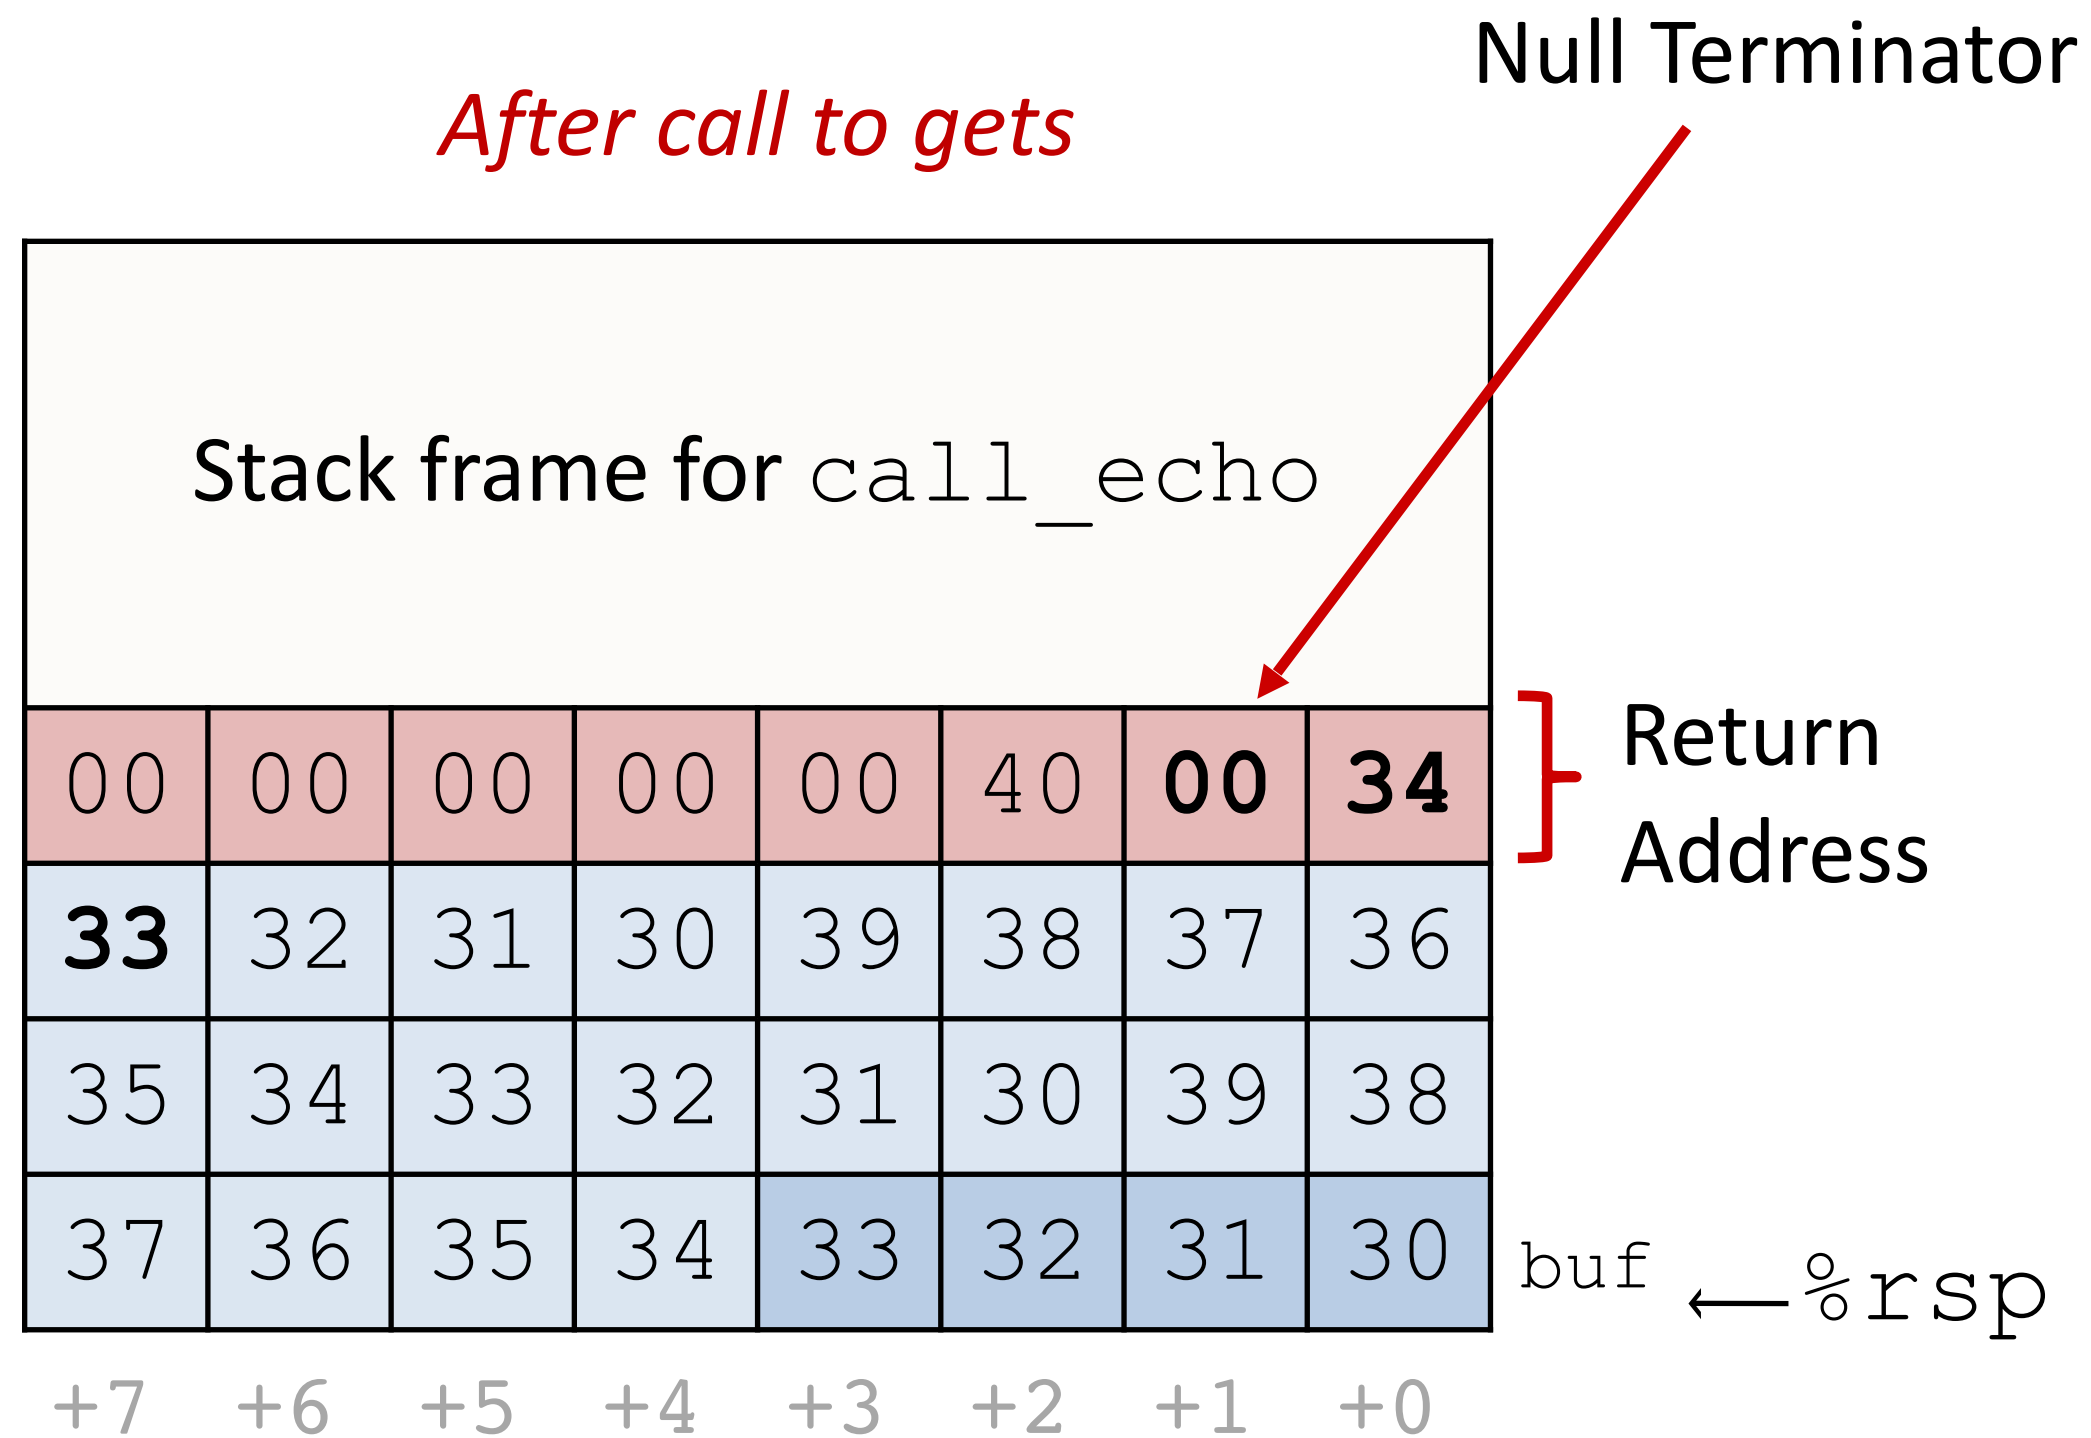 Null Terminator
After call to gets
Stack frame for call_echo
00 00 00 00 00 40 00 34
Return
Address
33 32 31 30 39 38 37 36
35 34 33 32 31 30 39 38
37 36 35 34 33 32 31 30
buf ←%rsp
+7 +6 +5 +4 +3 +2 +1 +0